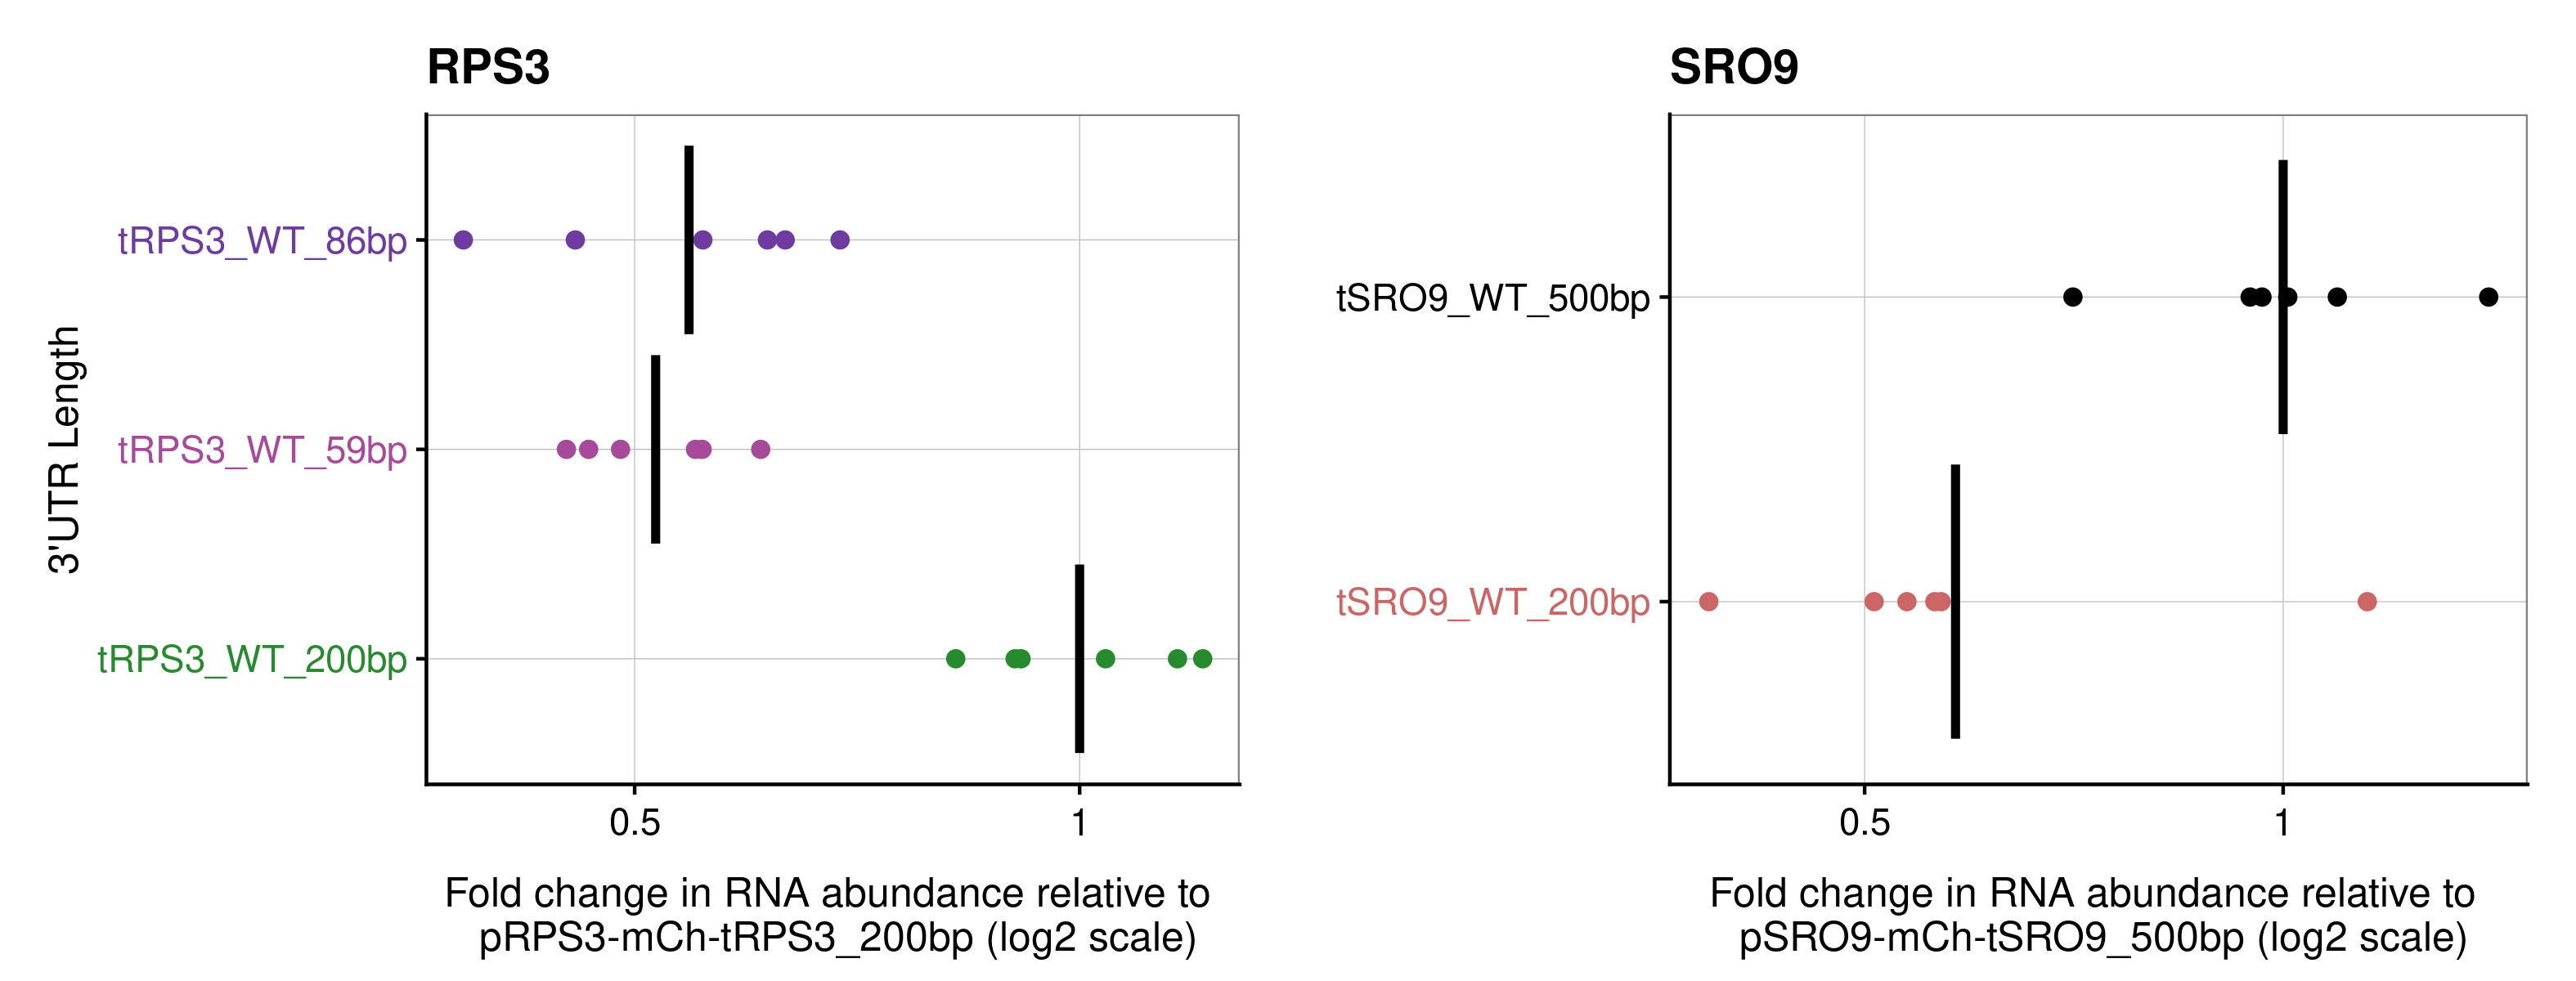 RPS3
3'UTR Length
tRPS3_WT_86bp
tRPS3_WT_59bp
tRPS3_WT_200bp
0.5
1
Fold change in RNA abundance relative to
pRPS3-mCh-tRPS3_200bp (log2 scale)
SRO9
tSRO9_WT_500bp
tSRO9_WT_200bp
0.5
1
Fold change in RNA abundance relative to
pSRO9-mCh-tSRO9_500bp (log2 scale)